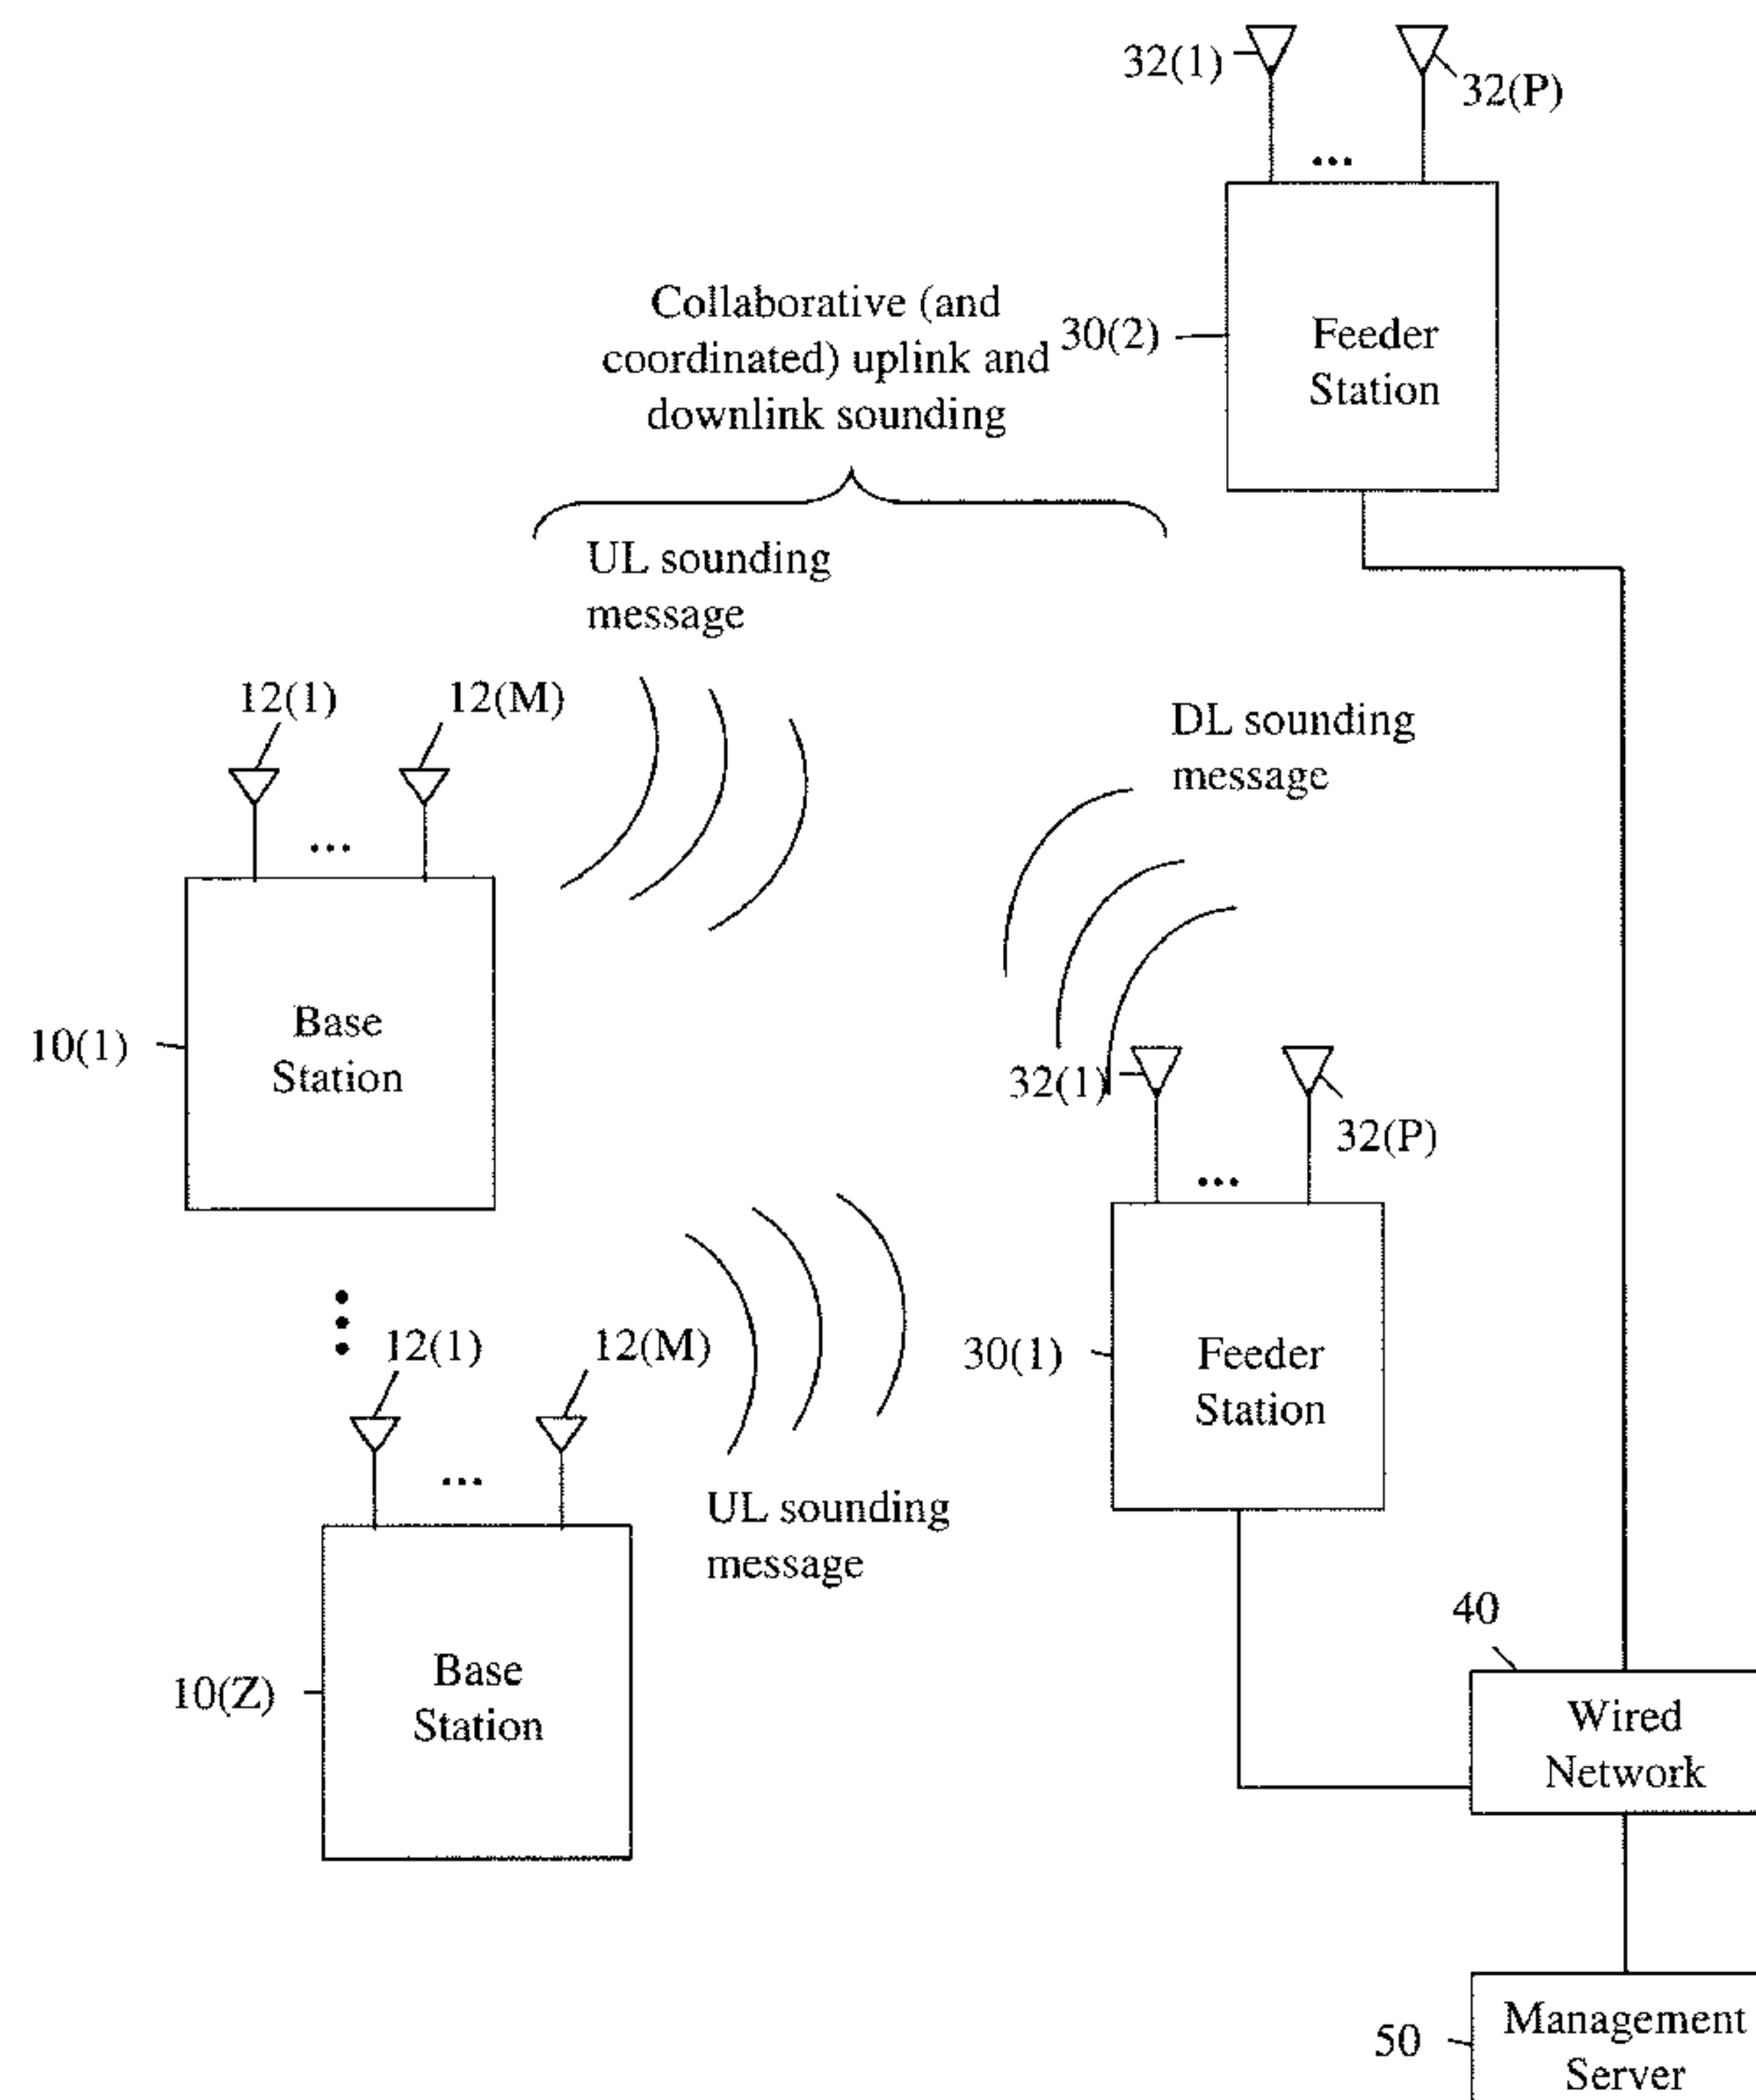 32(1)
32(P)
Collaborative (and
coordinated) uplink and
downlink sounding
30(2)
Feeder
Station
UL sounding
message
12(1)
12(M)
DL sounding
message
10(1)
Base
Station
32(1)
32(P)
12(1)
12(M)
30(1)
Feeder
Station
UL sounding
message
10(Z)
Base
Station
40
Wired
Network
50
Management
Server